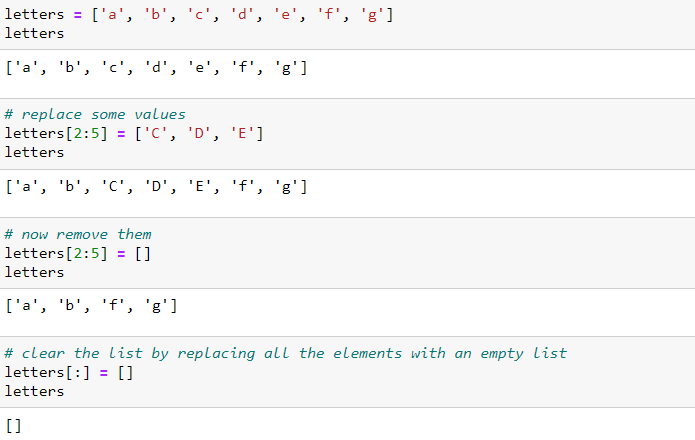 letters = ['a', 'b', 'c', 'd', 'e', 'f', 'g']
letters
['a', 'b', 'c', 'd', 'e', 'f', 'g']
# replace some values
letters[2:5] = ['C', 'D', 'E']
letters
['a', 'b', 'C', 'D', 'E', 'f', 'g']
# now remove them
letters[2:5] = []
letters
['a', 'b', 'f', 'g']
# clear the list by replacing all the elements with an empty list
letters[:] = []
letters
[]